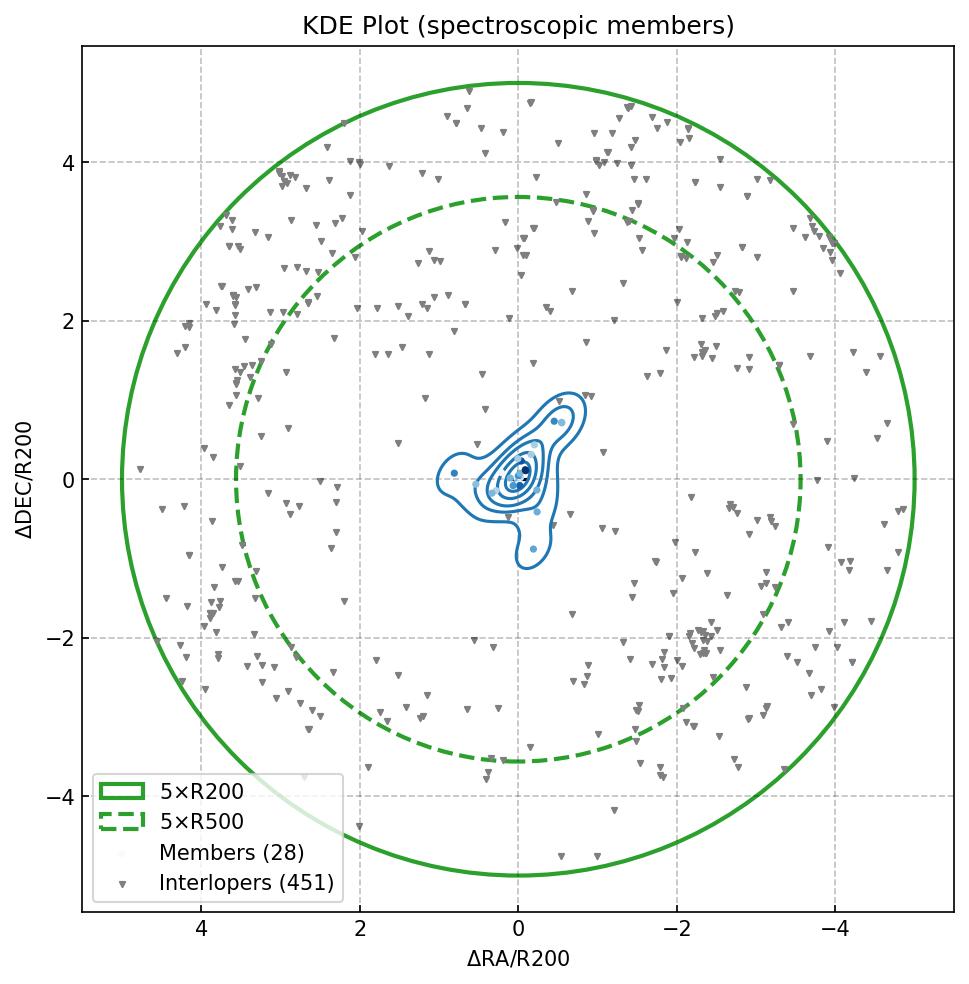 KDE Plot (spectroscopic members)
4
2
0
−2
−4
ΔDEC/R200
5×R200
5×R500
Members (28)
Interlopers (451)
4
2
0
−2
−4
ΔRA/R200